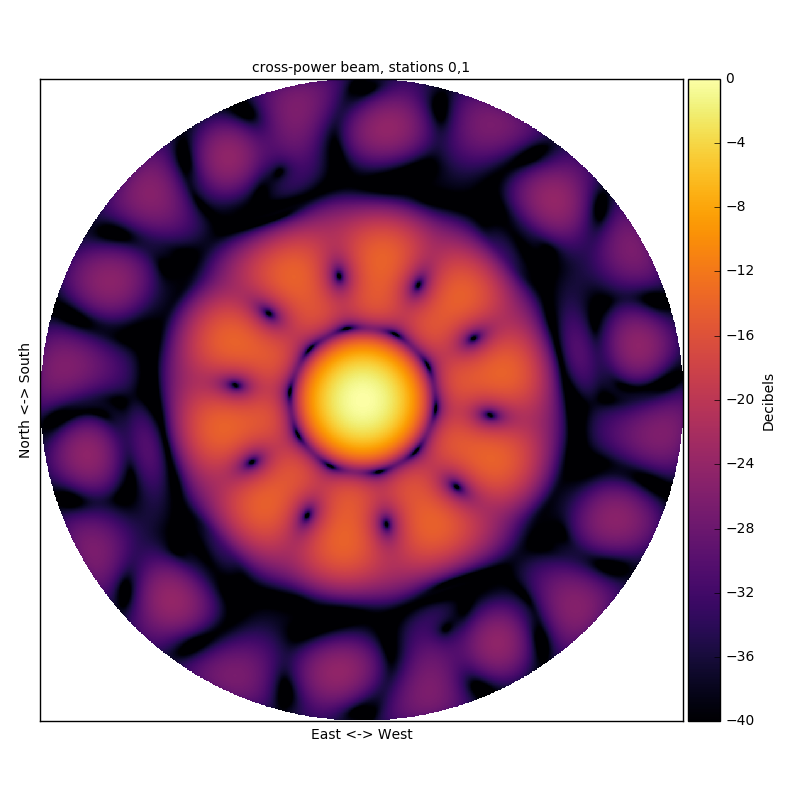 cross-power beam, stations 0,1
North <-> South
East <-> West
0
−4
−8
−12
−16
−20
−24
−28
−32
−36
−40
Decibels